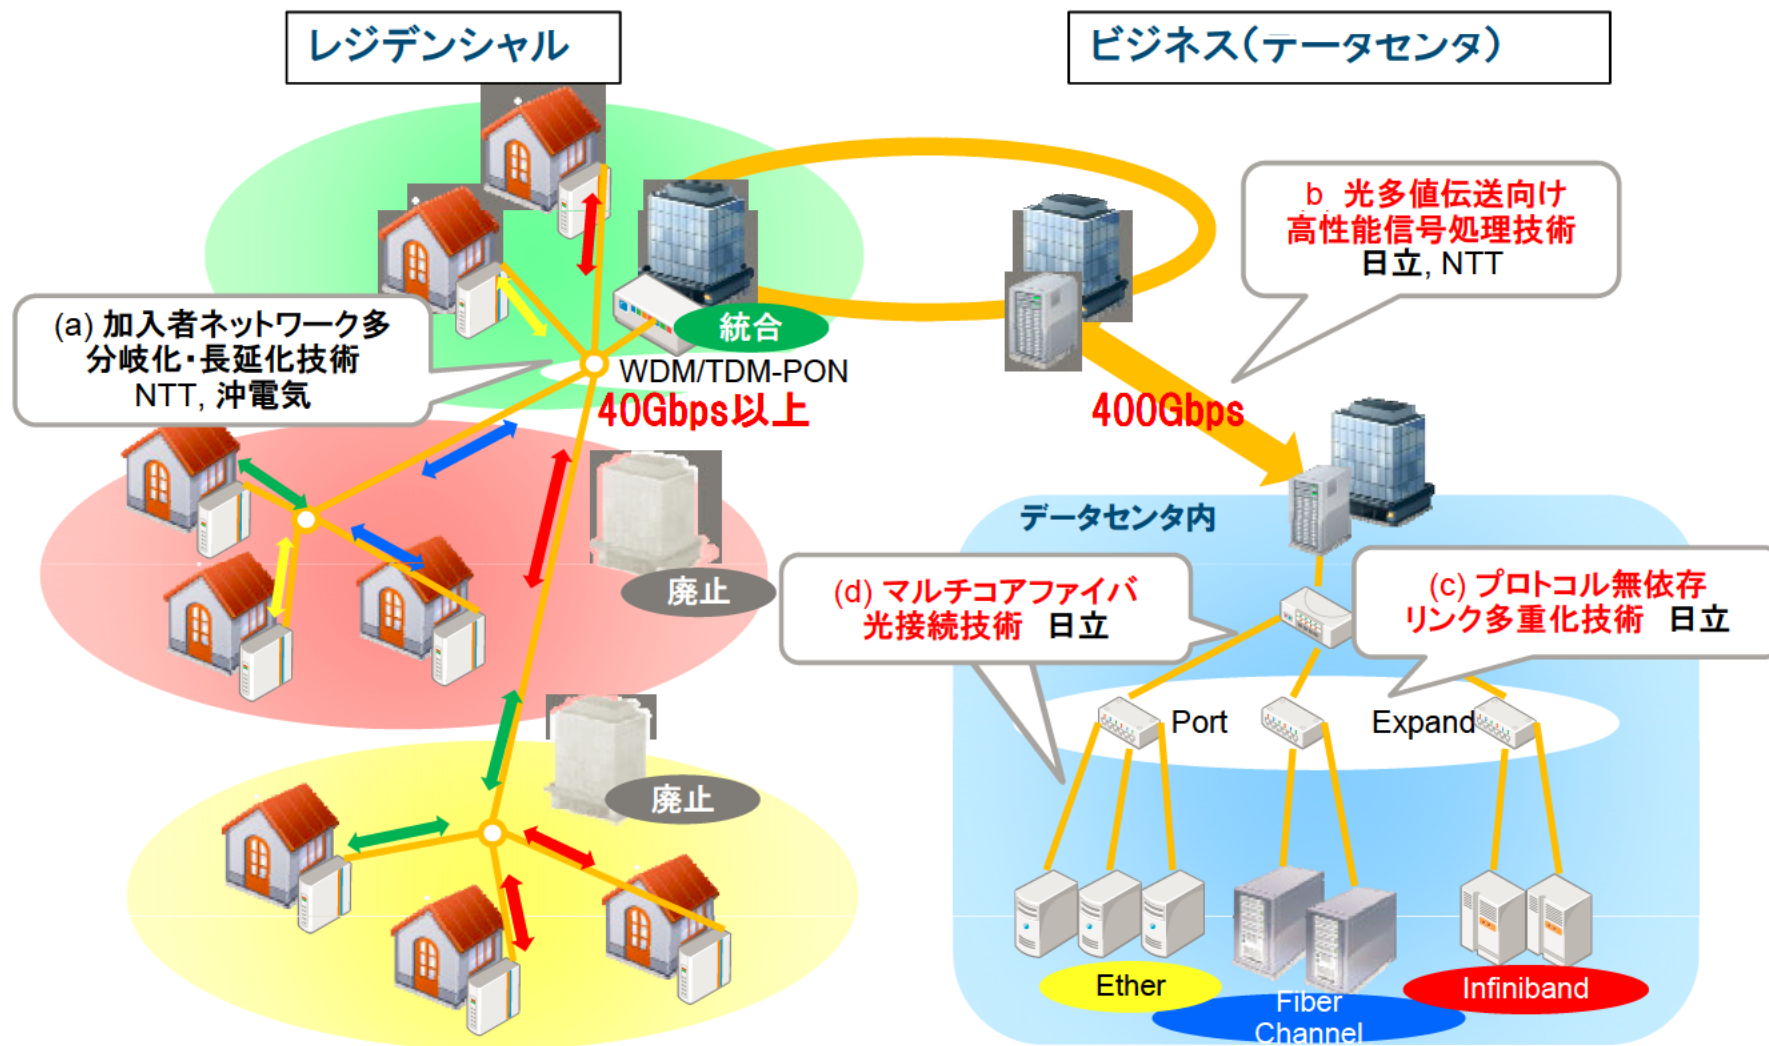 レジデンシャル
ビジネス(データセンタ)
b 光多値伝送向け
高性能信号処理技術
日立, NTT
(a) 加入者ネットワーク多
分岐化・長延化技術
NTT, 沖電気
統合
WDM/TDM-PON
40Gbps以上
400Gbps
廃止
廃止
データセンタ内
(d) マルチコアファイバ
光接続技術 日立
(c) プロトコル無依存
リンク多重化技術 日立
Port
Expand
Ether
Fiber
Channel
Infiniband